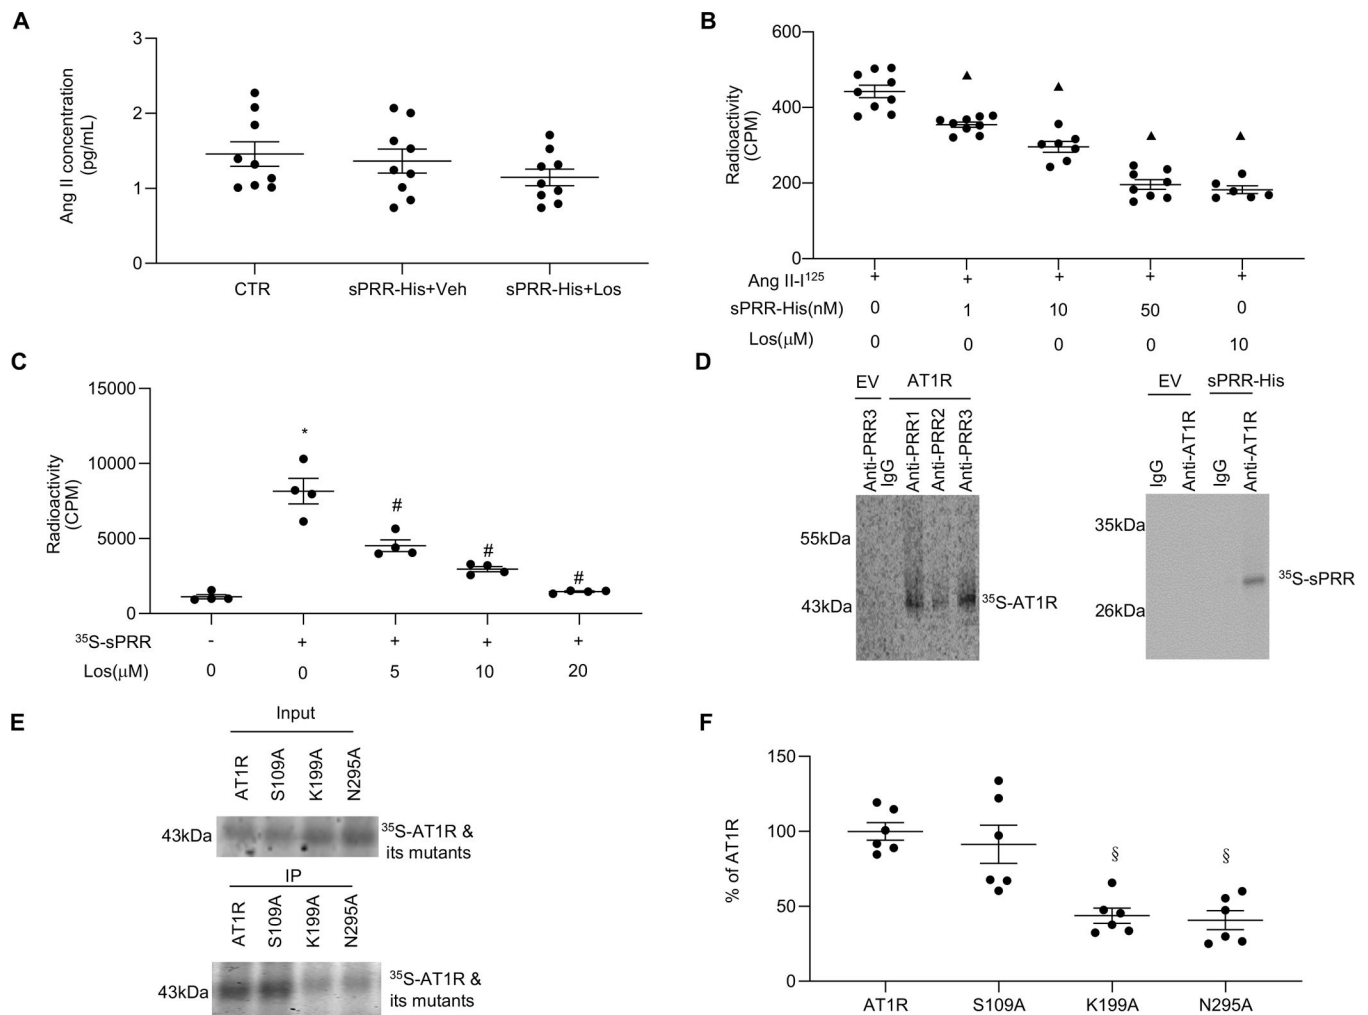 A
Ang II concentration
(pg/mL)
3
2
1
0
CTR
sPRR-His+Veh
sPRR-His+Los
B
Radioactivity
(CPM)
600
400
200
0
Ang II-I¹²⁵ + + + + +
sPRR-His(nM) 0 1 10 50 0
Los(μM) 0 0 0 0 10
C
Radioactivity
(CPM)
15000
10000
5000
0
*
#
#
#
³⁵S-sPRR - + + + +
Los(μM) 0 0 5 10 20
D
EV AT1R
Anti-PRR3
IgG
Anti-PRR1
Anti-PRR2
Anti-PRR3
55kDa
43kDa
³⁵S-AT1R
EV sPRR-His
IgG
Anti-AT1R
IgG
Anti-AT1R
35kDa
26kDa
³⁵S-sPRR
E
Input
AT1R
S109A
K199A
N295A
43kDa
³⁵S-AT1R &
its mutants
IP
AT1R
S109A
K199A
N295A
43kDa
³⁵S-AT1R &
its mutants
F
% of AT1R
150
100
50
0
§
§
AT1R
S109A
K199A
N295A